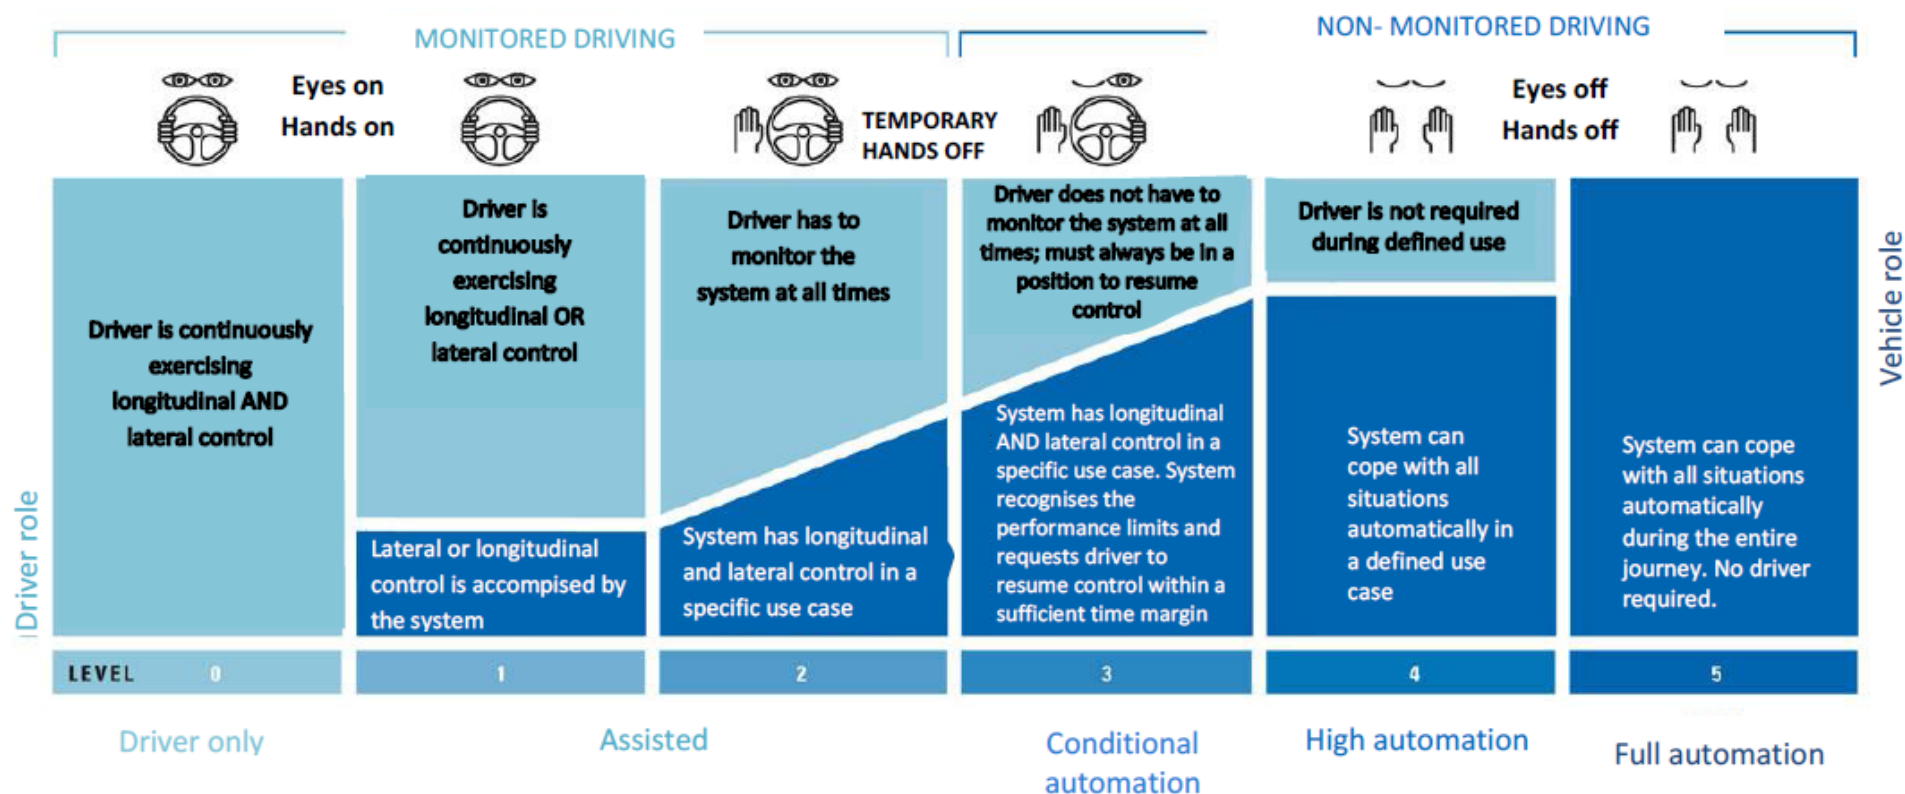 MONITORED DRIVING
NON- MONITORED DRIVING
Eyes on
Hands on
TEMPORARY
HANDS OFF
Eyes off
Hands off
Driver is continuously
exercising
longitudinal AND
lateral control
Driver is
continuously
exercising
longitudinal OR
lateral control
Lateral or longitudinal
control is accompised by
the system
Driver has to
monitor the
system at all times
System has longitudinal
and lateral control in a
specific use case
Driver does not have to
monitor the system at all
times; must always be in a
position to resume
control
System has longitudinal
AND lateral control in a
specific use case. System
recognises the
performance limits and
requests driver to
resume control within a
sufficient time margin
Driver is not required
during defined use
System can
cope with all
situations
automatically in
a defined use
case
System can cope
with all situations
automatically
during the entire
journey. No driver
required.
Driver role
Vehicle role
LEVEL 0 1 2 3 4 5
Driver only
Assisted
Conditional
automation
High automation
Full automation